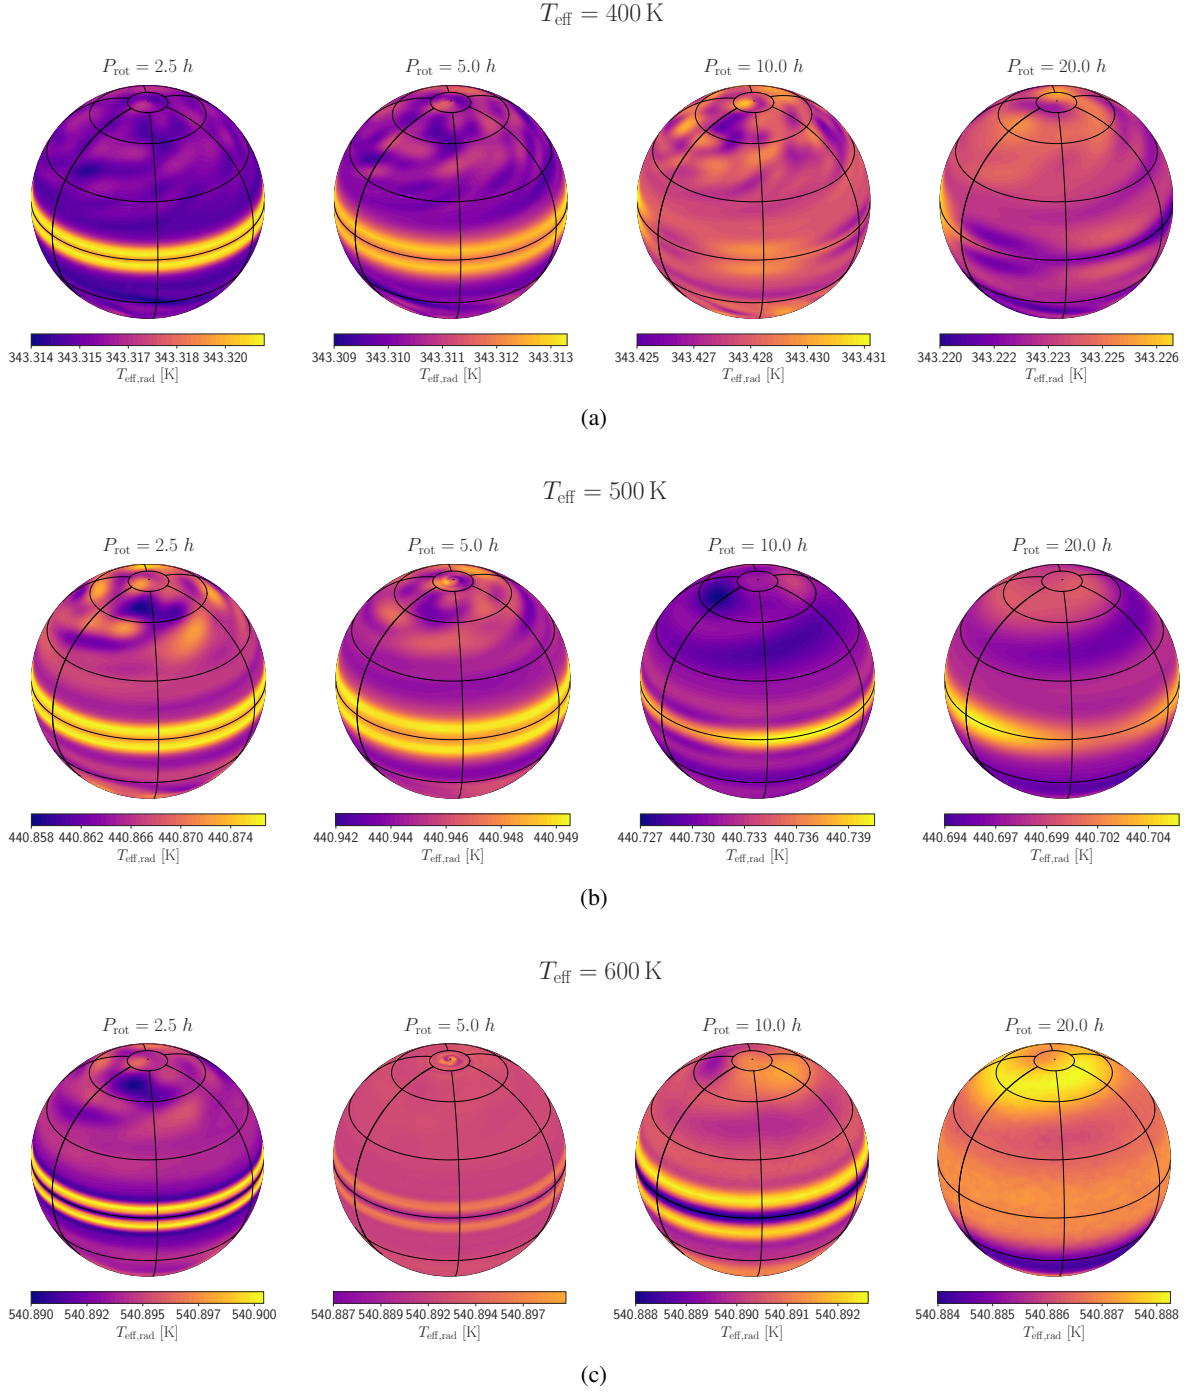 T_eff = 400 K
P_rot = 2.5 h P_rot = 5.0 h P_rot = 10.0 h P_rot = 20.0 h
343.314 343.315 343.317 343.318 343.320 343.309 343.310 343.311 343.312 343.313 343.425 343.427 343.428 343.430 343.431 343.220 343.222 343.223 343.225 343.226
T_eff,rad [K] T_eff,rad [K] T_eff,rad [K] T_eff,rad [K]
(a)
T_eff = 500 K
P_rot = 2.5 h P_rot = 5.0 h P_rot = 10.0 h P_rot = 20.0 h
440.858 440.862 440.866 440.870 440.874 440.942 440.944 440.946 440.948 440.949 440.727 440.730 440.733 440.736 440.739 440.694 440.697 440.699 440.702 440.704
T_eff,rad [K] T_eff,rad [K] T_eff,rad [K] T_eff,rad [K]
(b)
T_eff = 600 K
P_rot = 2.5 h P_rot = 5.0 h P_rot = 10.0 h P_rot = 20.0 h
540.890 540.892 540.895 540.897 540.900 540.887 540.889 540.892 540.894 540.897 540.888 540.889 540.890 540.891 540.892 540.884 540.885 540.886 540.887 540.888
T_eff,rad [K] T_eff,rad [K] T_eff,rad [K] T_eff,rad [K]
(c)